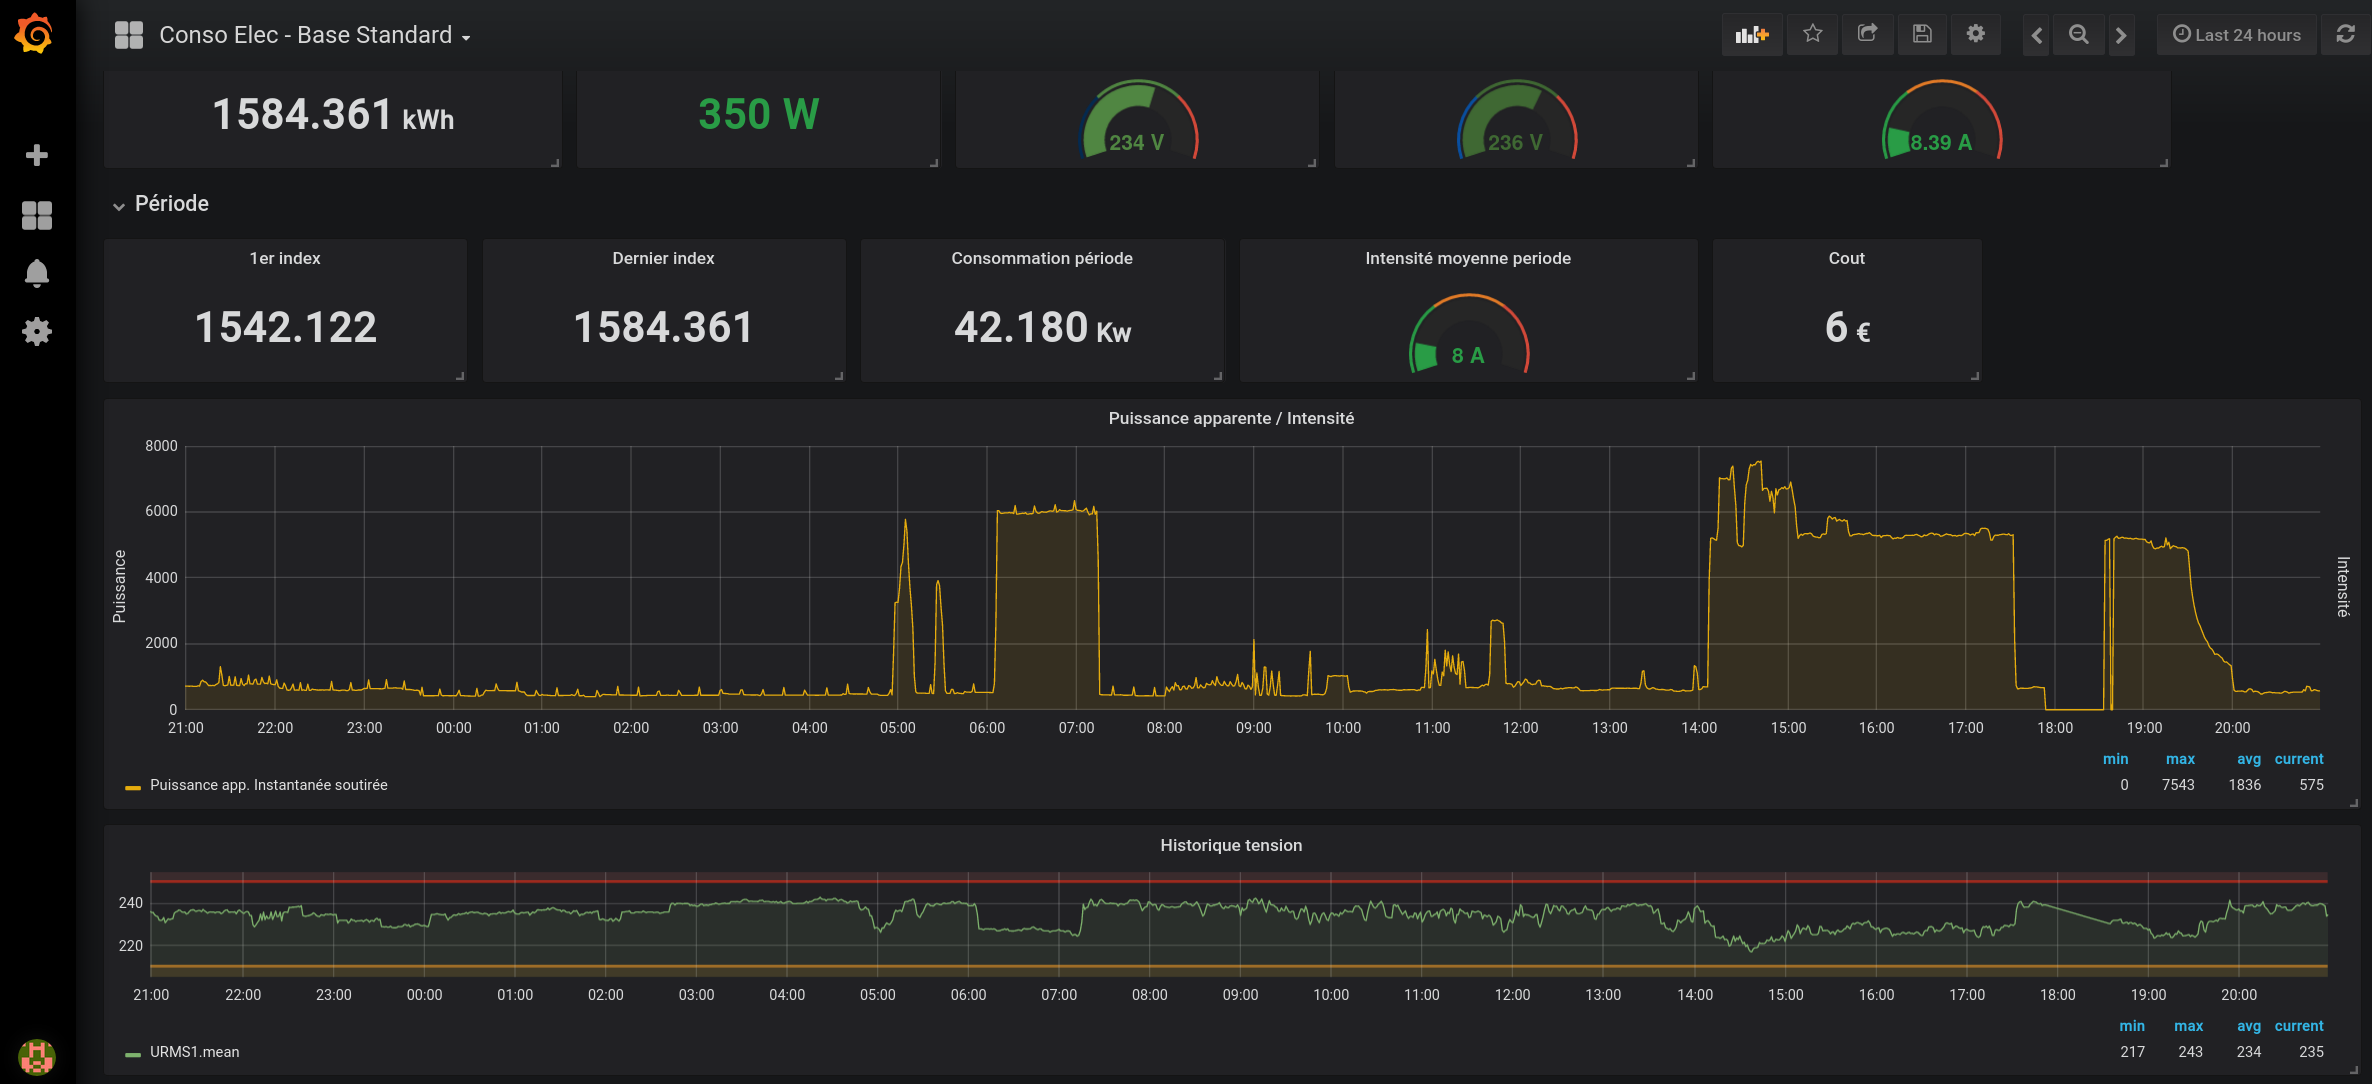 Conso Elec - Base Standard
Last 24 hours
1584.361 kWh
350 W
234 V
236 V
8.39 A
Période
1er index
Dernier index
Consommation période
Intensité moyenne periode
Cout
1542.122
1584.361
42.180 Kw
8 A
6 €
Puissance apparente / Intensité
Puissance
8000
6000
4000
2000
0
Intensité
21:00 22:00 23:00 00:00 01:00 02:00 03:00 04:00 05:00 06:00 07:00 08:00 09:00 10:00 11:00 12:00 13:00 14:00 15:00 16:00 17:00 18:00 19:00 20:00
min max avg current
Puissance app. Instantanée soutirée 0 7543 1836 575
Historique tension
240
220
21:00 22:00 23:00 00:00 01:00 02:00 03:00 04:00 05:00 06:00 07:00 08:00 09:00 10:00 11:00 12:00 13:00 14:00 15:00 16:00 17:00 18:00 19:00 20:00
min max avg current
URMS1.mean 217 243 234 235